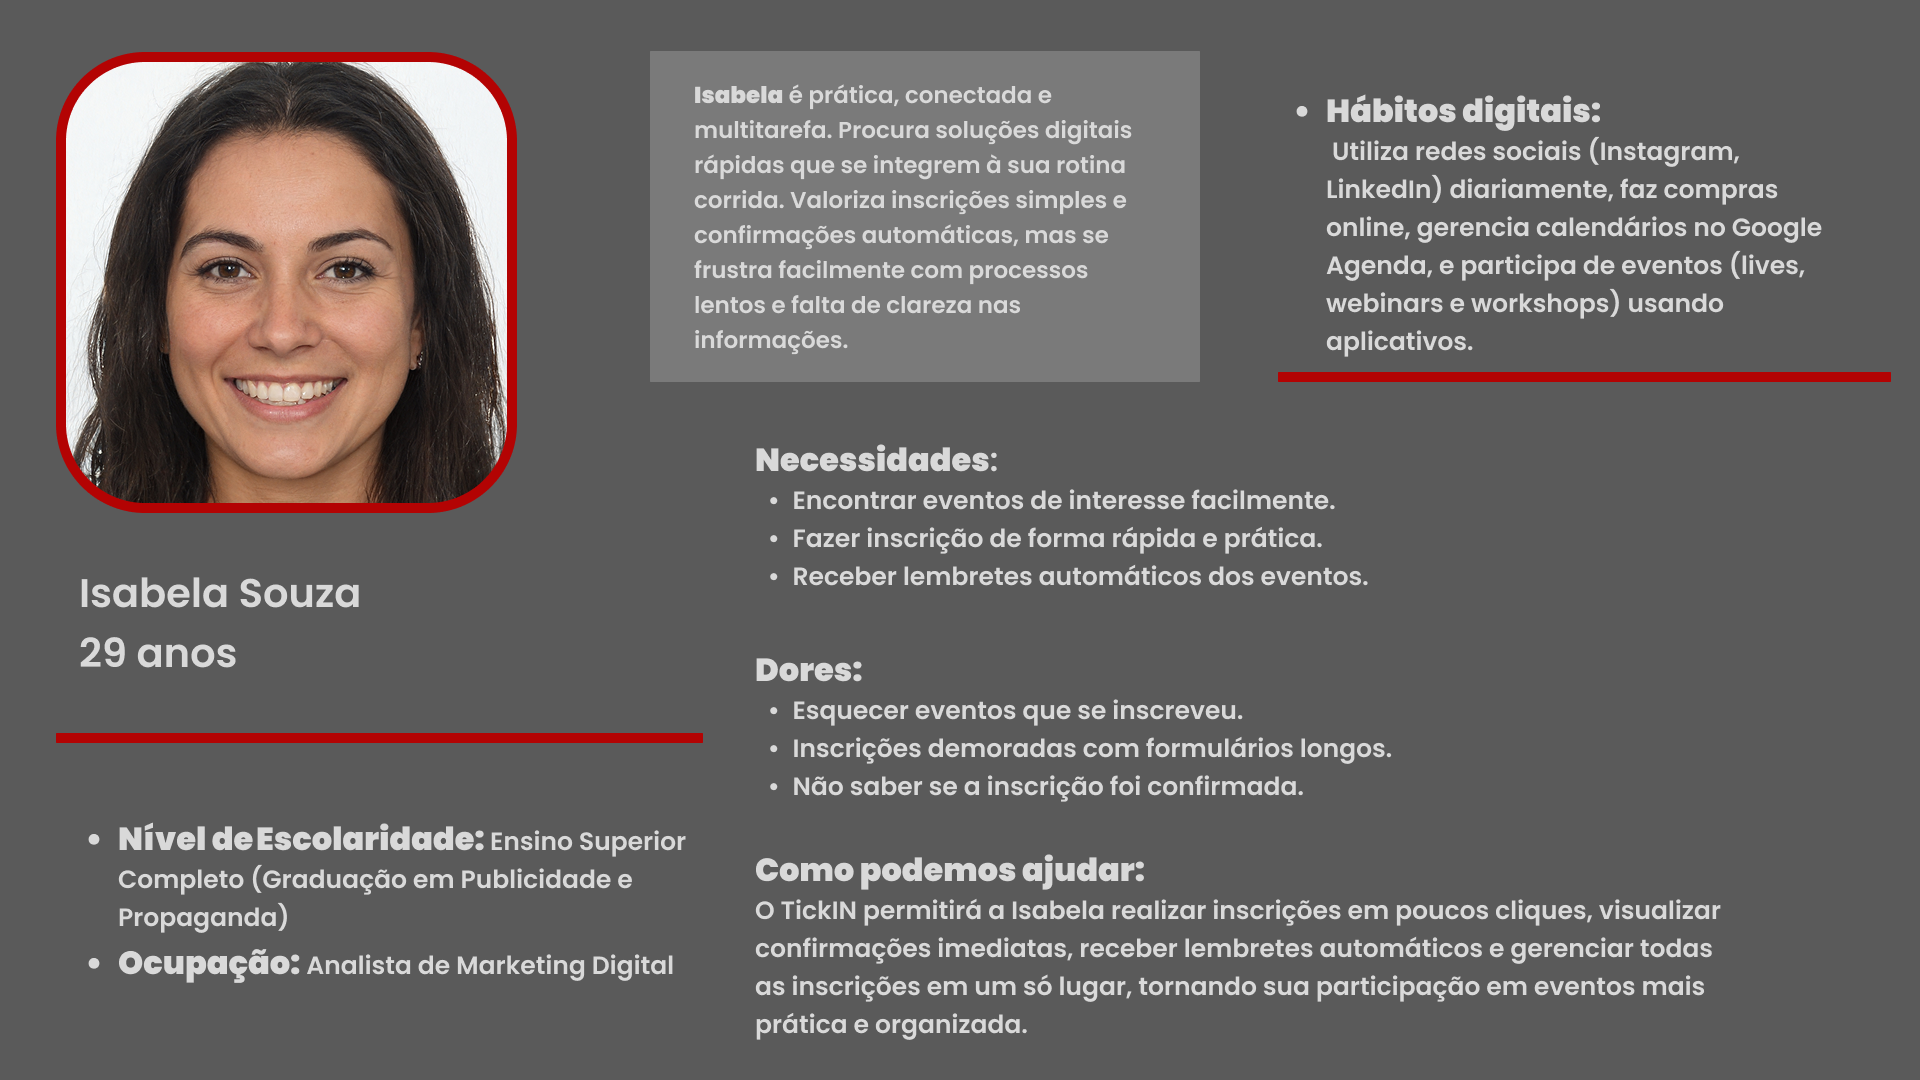 Isabela Souza
29 anos
• Nível de Escolaridade: Ensino Superior
Completo (Graduação em Publicidade e
Propaganda)
• Ocupação: Analista de Marketing Digital
Isabela é prática, conectada e
multitarefa. Procura soluções digitais
rápidas que se integrem à sua rotina
corrida. Valoriza inscrições simples e
confirmações automáticas, mas se
frustra facilmente com processos
lentos e falta de clareza nas
informações.
• Hábitos digitais:
Utiliza redes sociais (Instagram,
LinkedIn) diariamente, faz compras
online, gerencia calendários no Google
Agenda, e participa de eventos (lives,
webinars e workshops) usando
aplicativos.
Necessidades:
• Encontrar eventos de interesse facilmente.
• Fazer inscrição de forma rápida e prática.
• Receber lembretes automáticos dos eventos.
Dores:
• Esquecer eventos que se inscreveu.
• Inscrições demoradas com formulários longos.
• Não saber se a inscrição foi confirmada.
Como podemos ajudar:
O TickIN permitirá a Isabela realizar inscrições em poucos cliques, visualizar
confirmações imediatas, receber lembretes automáticos e gerenciar todas
as inscrições em um só lugar, tornando sua participação em eventos mais
prática e organizada.